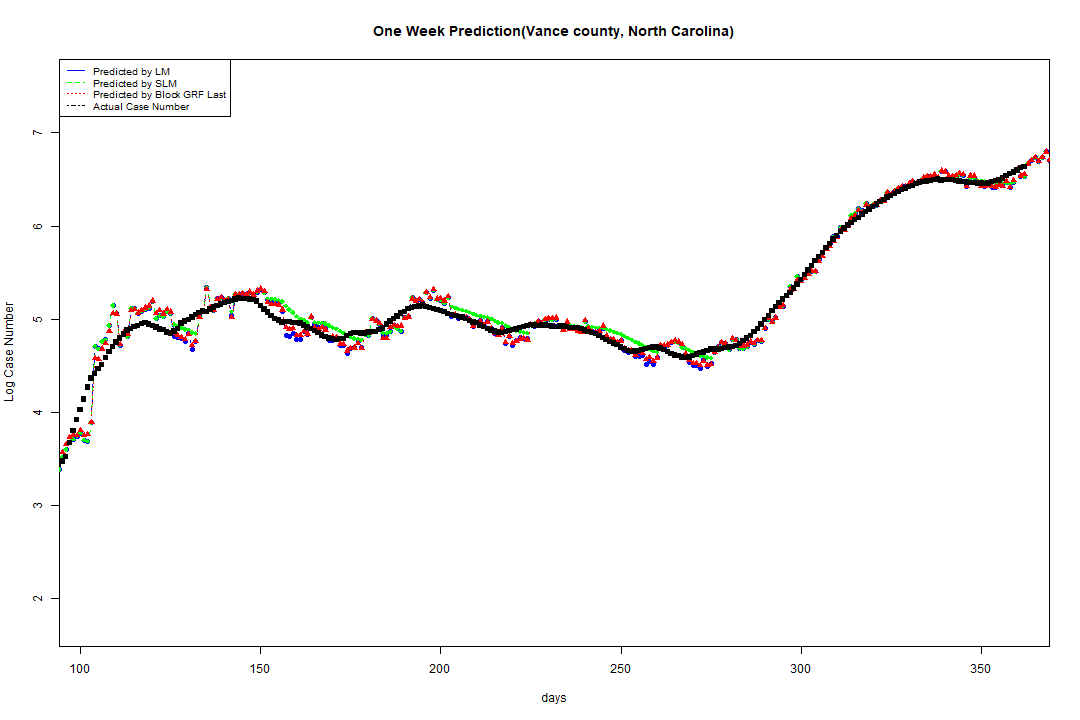 One Week Prediction(Vance county, North Carolina)
Predicted by LM
Predicted by SLM
Predicted by Block GRF Last
Actual Case Number
7
6
5
4
3
2
Log Case Number
100 150 200 250 300 350
days